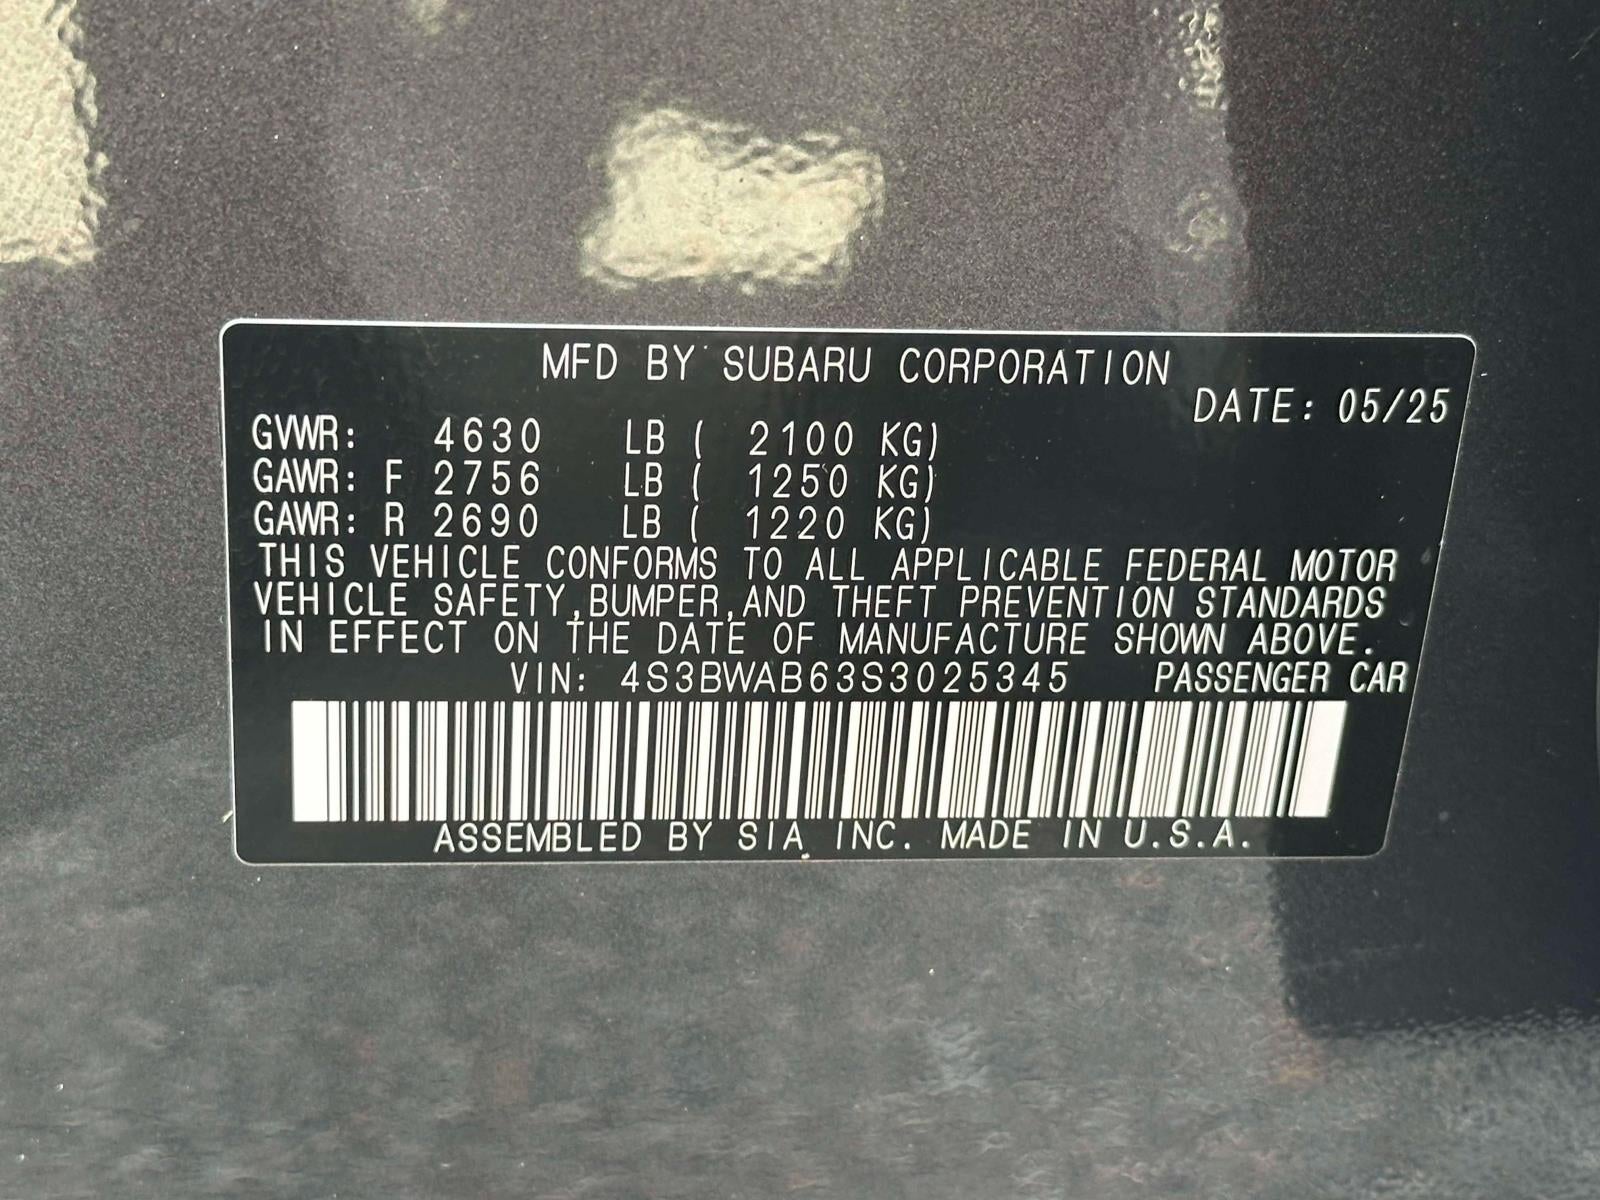 MFD BY SUBARU CORPORATION
DATE: 05/25
GVWR: 4630 LB ( 2100 KG)
GAWR: F 2756 LB ( 1250 KG)
GAWR: R 2690 LB ( 1220 KG)
THIS VEHICLE CONFORMS TO ALL APPLICABLE FEDERAL MOTOR
VEHICLE SAFETY,BUMPER,AND THEFT PREVENTION STANDARDS
IN EFFECT ON THE DATE OF MANUFACTURE SHOWN ABOVE.
VIN: 4S3BWAB63S3025345 PASSENGER CAR
ASSEMBLED BY SIA, INC. MADE IN U.S.A.